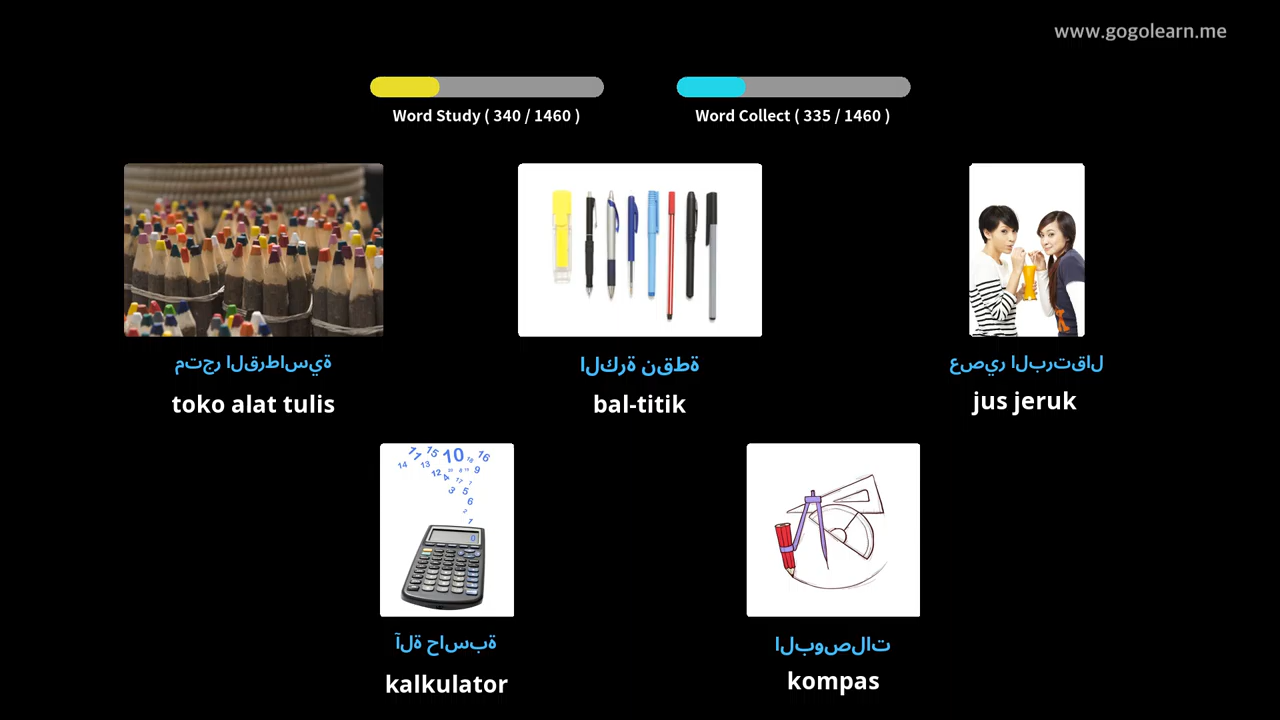 www.gogolearn.me
Word Study ( 340 / 1460 )
Word Collect ( 335 / 1460 )
متجر القرطاسية
toko alat tulis
الكرة نقطة
bal-titik
عصير البرتقال
jus jeruk
آلة حاسبة
kalkulator
البوصلات
kompas